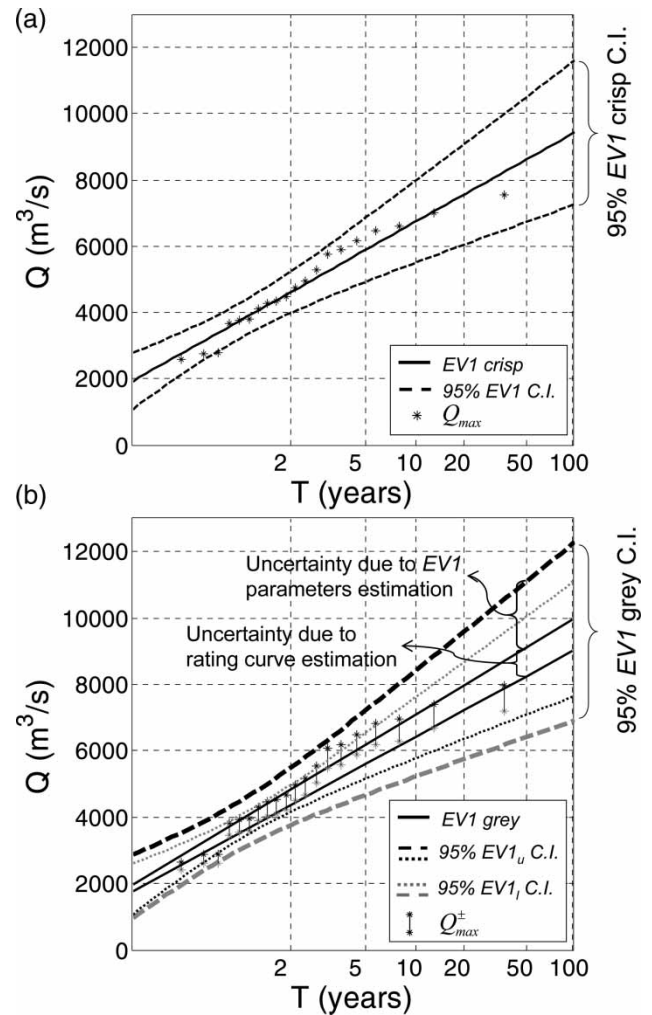 (a)
12000
10000
8000
6000
4000
2000
0
Q (m³/s)
2 5 10 20 50 100
T (years)
95% EV1 crisp C.I.
EV1 crisp
95% EV1 C.I.
Qmax
(b)
12000
10000
8000
6000
4000
2000
0
Q (m³/s)
Uncertainty due to EV1
parameters estimation
Uncertainty due to
rating curve estimation
2 5 10 20 50 100
T (years)
95% EV1 grey C.I.
EV1 grey
95% EV1u C.I.
95% EV1l C.I.
Q±max